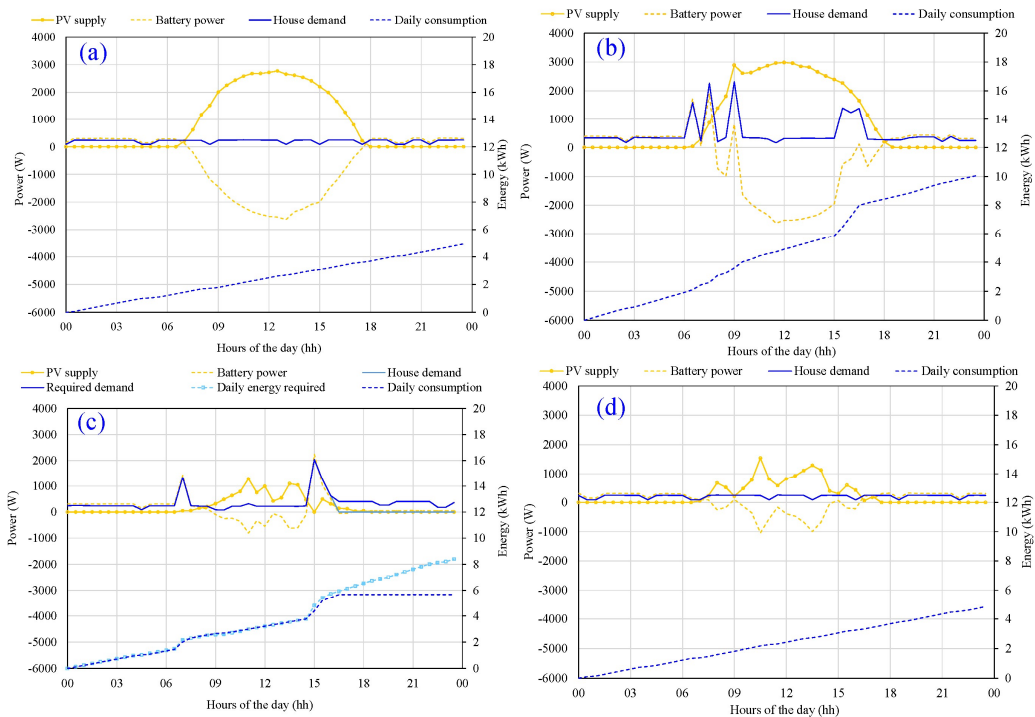 PV supply Battery power House demand Daily consumption
(a)
4000 3000 2000 1000 0 -1000 -2000 -3000 -4000 -5000 -6000
Power (W)
20 18 16 14 12 10 8 6 4 2 0
Energy (kWh)
00 03 06 09 12 15 18 21 00
Hours of the day (hh)
PV supply Battery power House demand Daily consumption
(b)
4000 3000 2000 1000 0 -1000 -2000 -3000 -4000 -5000 -6000
Power (W)
20 18 16 14 12 10 8 6 4 2 0
Energy (kWh)
00 03 06 09 12 15 18 21 00
Hours of the day (hh)
PV supply Battery power House demand
Required demand Daily energy required Daily consumption
(c)
4000 3000 2000 1000 0 -1000 -2000 -3000 -4000 -5000 -6000
Power (W)
20 18 16 14 12 10 8 6 4 2 0
Energy (kWh)
00 03 06 09 12 15 18 21 00
Hours of the day (hh)
PV supply Battery power House demand Daily consumption
(d)
4000 3000 2000 1000 0 -1000 -2000 -3000 -4000 -5000 -6000
Power (W)
20 18 16 14 12 10 8 6 4 2 0
Energy (kWh)
00 03 06 09 12 15 18 21 00
Hours of the day (hh)